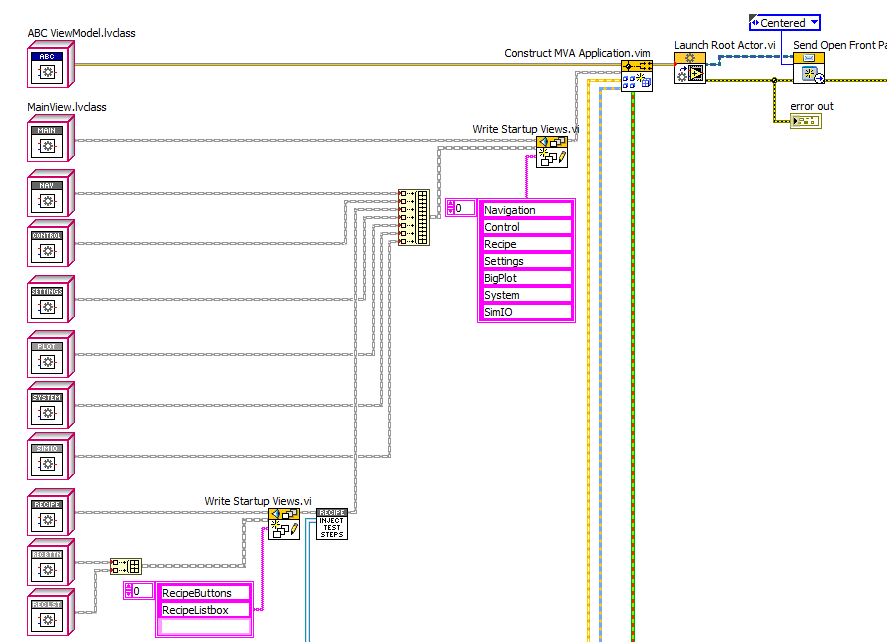 Centered
ABC ViewModel.lvclass
Launch Root Actor.vi
Send Open Front Pa
Construct MVA Application.vim
ABC
error out
MainView.lvclass
MAIN
Write Startup Views.vi
NAV
0
Navigation
Control
Recipe
Settings
BigPlot
System
SimIO
CONTROL
SETTINGS
PLOT
SYSTEM
SIMIO
RECIPE
Write Startup Views.vi
RECIPE
INJECT
TEST
STEPS
RECBTTN
0
RecipeButtons
RecipeListbox
RECLST